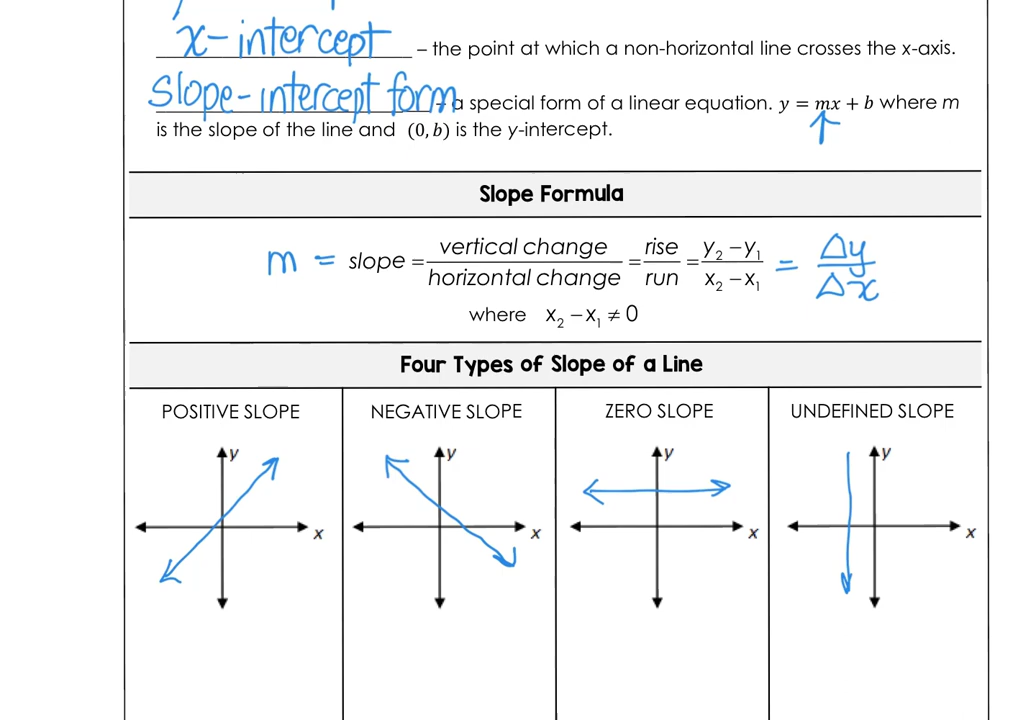 x-intercept – the point at which a non-horizontal line crosses the x-axis.
Slope-intercept form - a special form of a linear equation. y = mx + b where m
is the slope of the line and (0, b) is the y-intercept.
Slope Formula
m = slope = vertical change / horizontal change = rise / run = y₂ – y₁ / x₂ – x₁ = Δy / Δx
where x₂ – x₁ ≠ 0
Four Types of Slope of a Line
POSITIVE SLOPE NEGATIVE SLOPE ZERO SLOPE UNDEFINED SLOPE
y y y y
x x x x